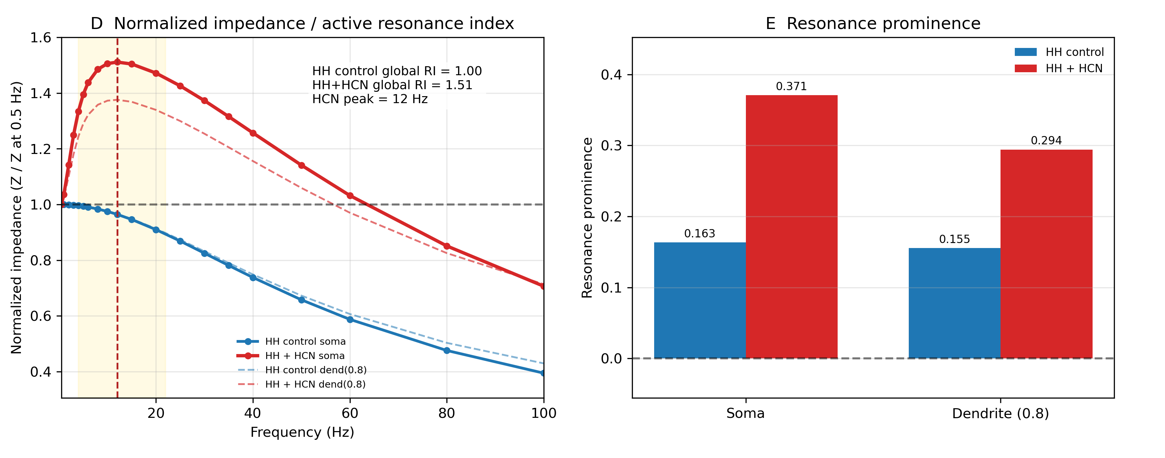 D  Normalized impedance / active resonance index
Normalized impedance (Z / Z at 0.5 Hz)
1.6
1.4
1.2
1.0
0.8
0.6
0.4
HH control global RI = 1.00
HH+HCN global RI = 1.51
HCN peak = 12 Hz
HH control soma
HH + HCN soma
HH control dend(0.8)
HH + HCN dend(0.8)
20 40 60 80 100
Frequency (Hz)
E  Resonance prominence
Resonance prominence
0.4
0.3
0.2
0.1
0.0
HH control
HH + HCN
0.371
0.294
0.163
0.155
Soma
Dendrite (0.8)